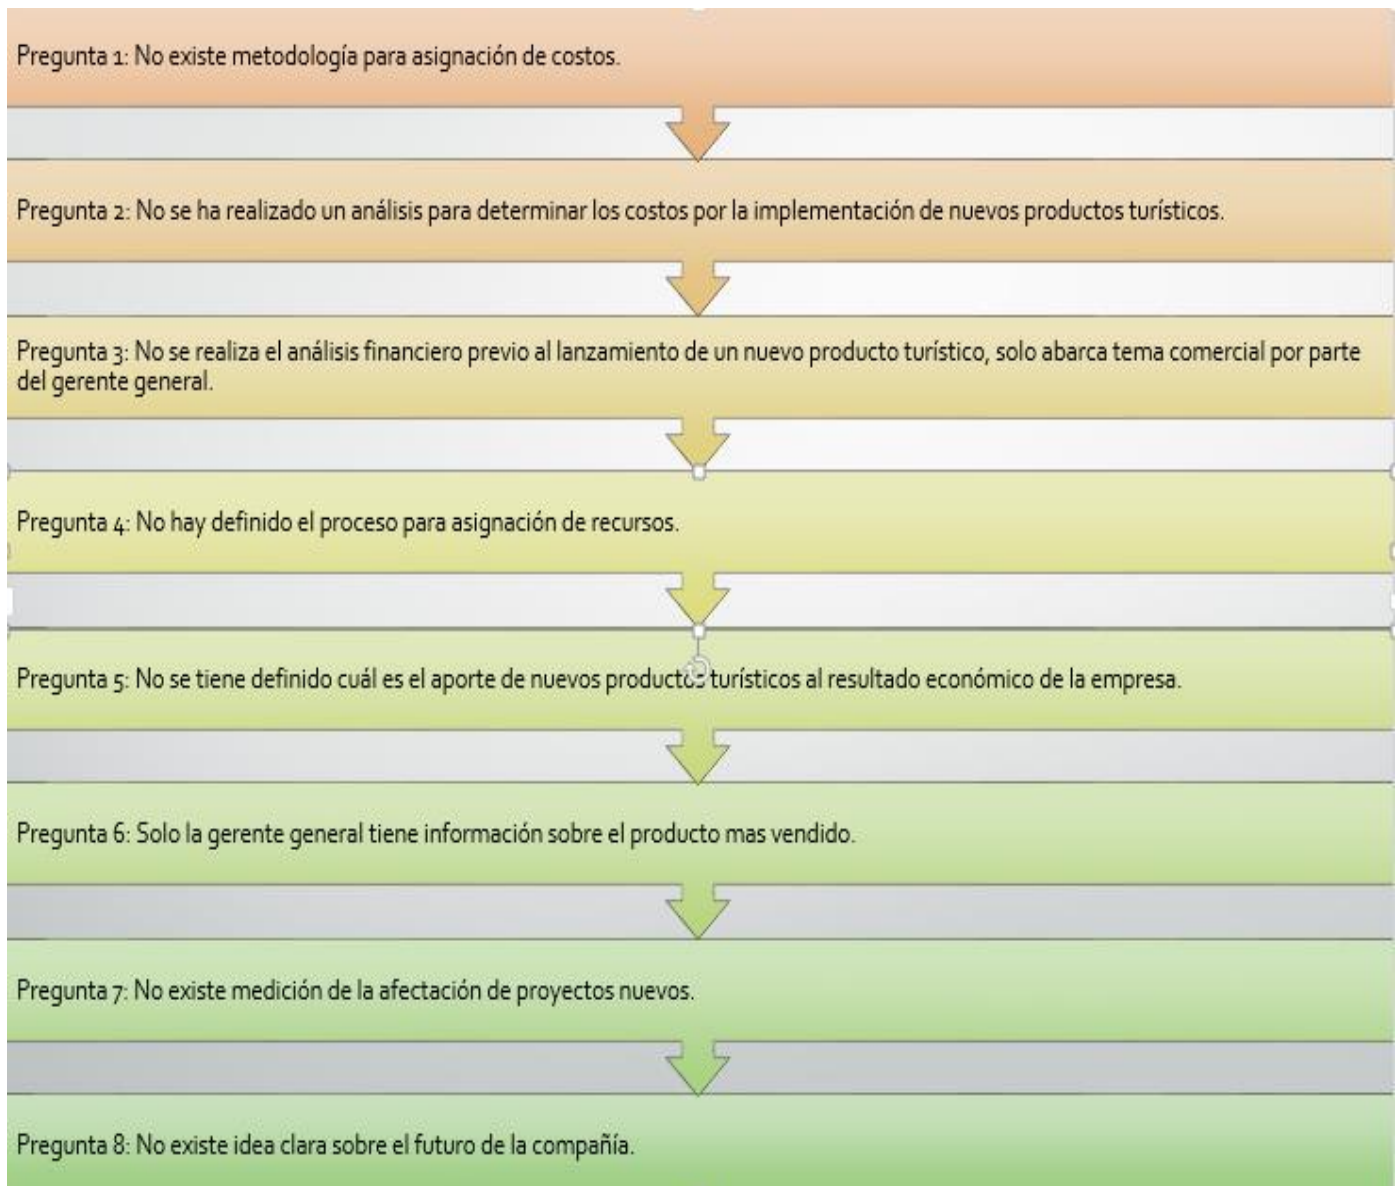 Pregunta 1: No existe metodología para asignación de costos.
Pregunta 2: No se ha realizado un análisis para determinar los costos por la implementación de nuevos productos turísticos.
Pregunta 3: No se realiza el análisis financiero previo al lanzamiento de un nuevo producto turístico, solo abarca tema comercial por parte
del gerente general.
Pregunta 4: No hay definido el proceso para asignación de recursos.
Pregunta 5: No se tiene definido cuál es el aporte de nuevos productos turísticos al resultado económico de la empresa.
Pregunta 6: Solo la gerente general tiene información sobre el producto mas vendido.
Pregunta 7: No existe medición de la afectación de proyectos nuevos.
Pregunta 8: No existe idea clara sobre el futuro de la compañía.